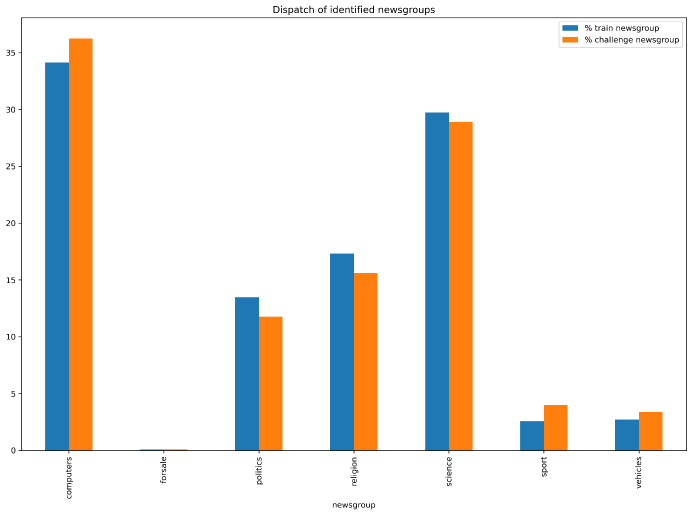 Dispatch of identified newsgroups
% train newsgroup
% challenge newsgroup
35
30
25
20
15
10
5
0
computers
forsale
politics
religion
science
sport
vehicles
newsgroup